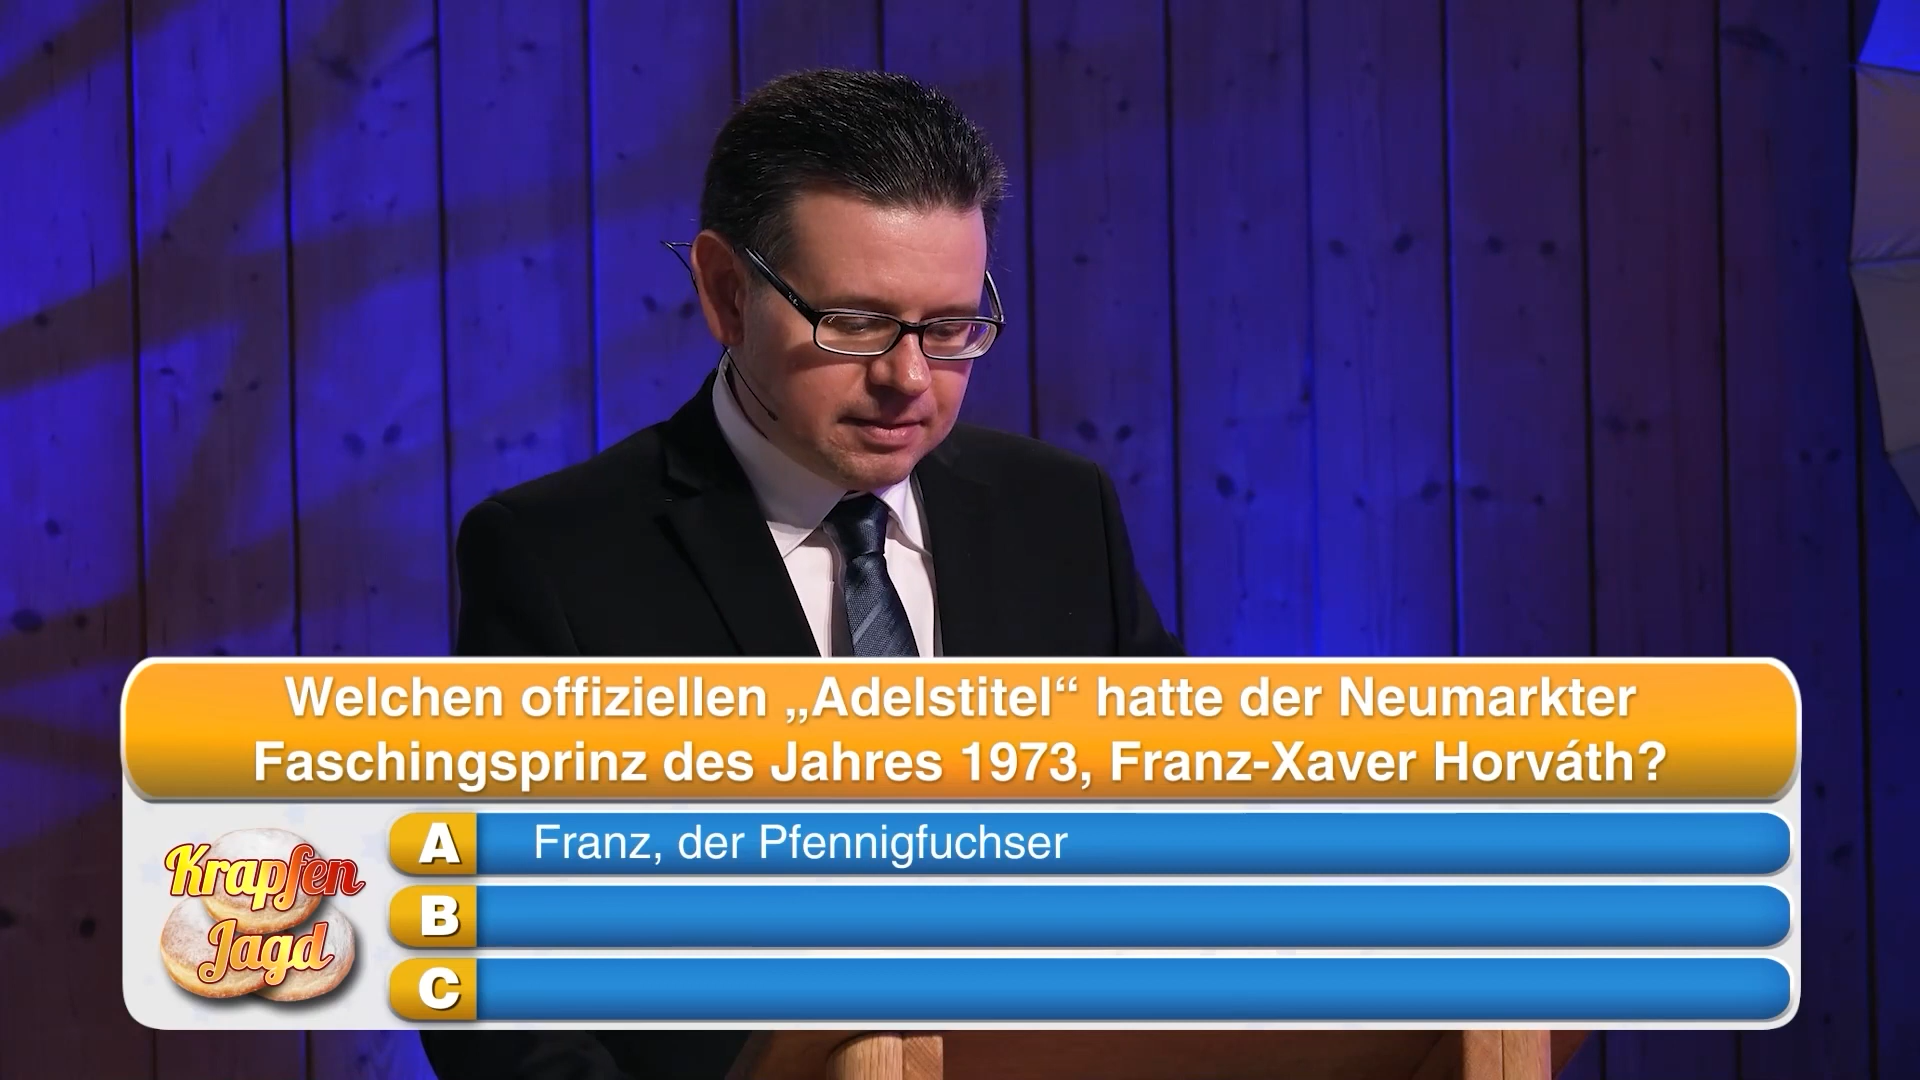 Welchen offiziellen „Adelstitel“ hatte der Neumarkter
Faschingsprinz des Jahres 1973, Franz-Xaver Horváth?
Krapfen
Jagd
A Franz, der Pfennigfuchser
B
C